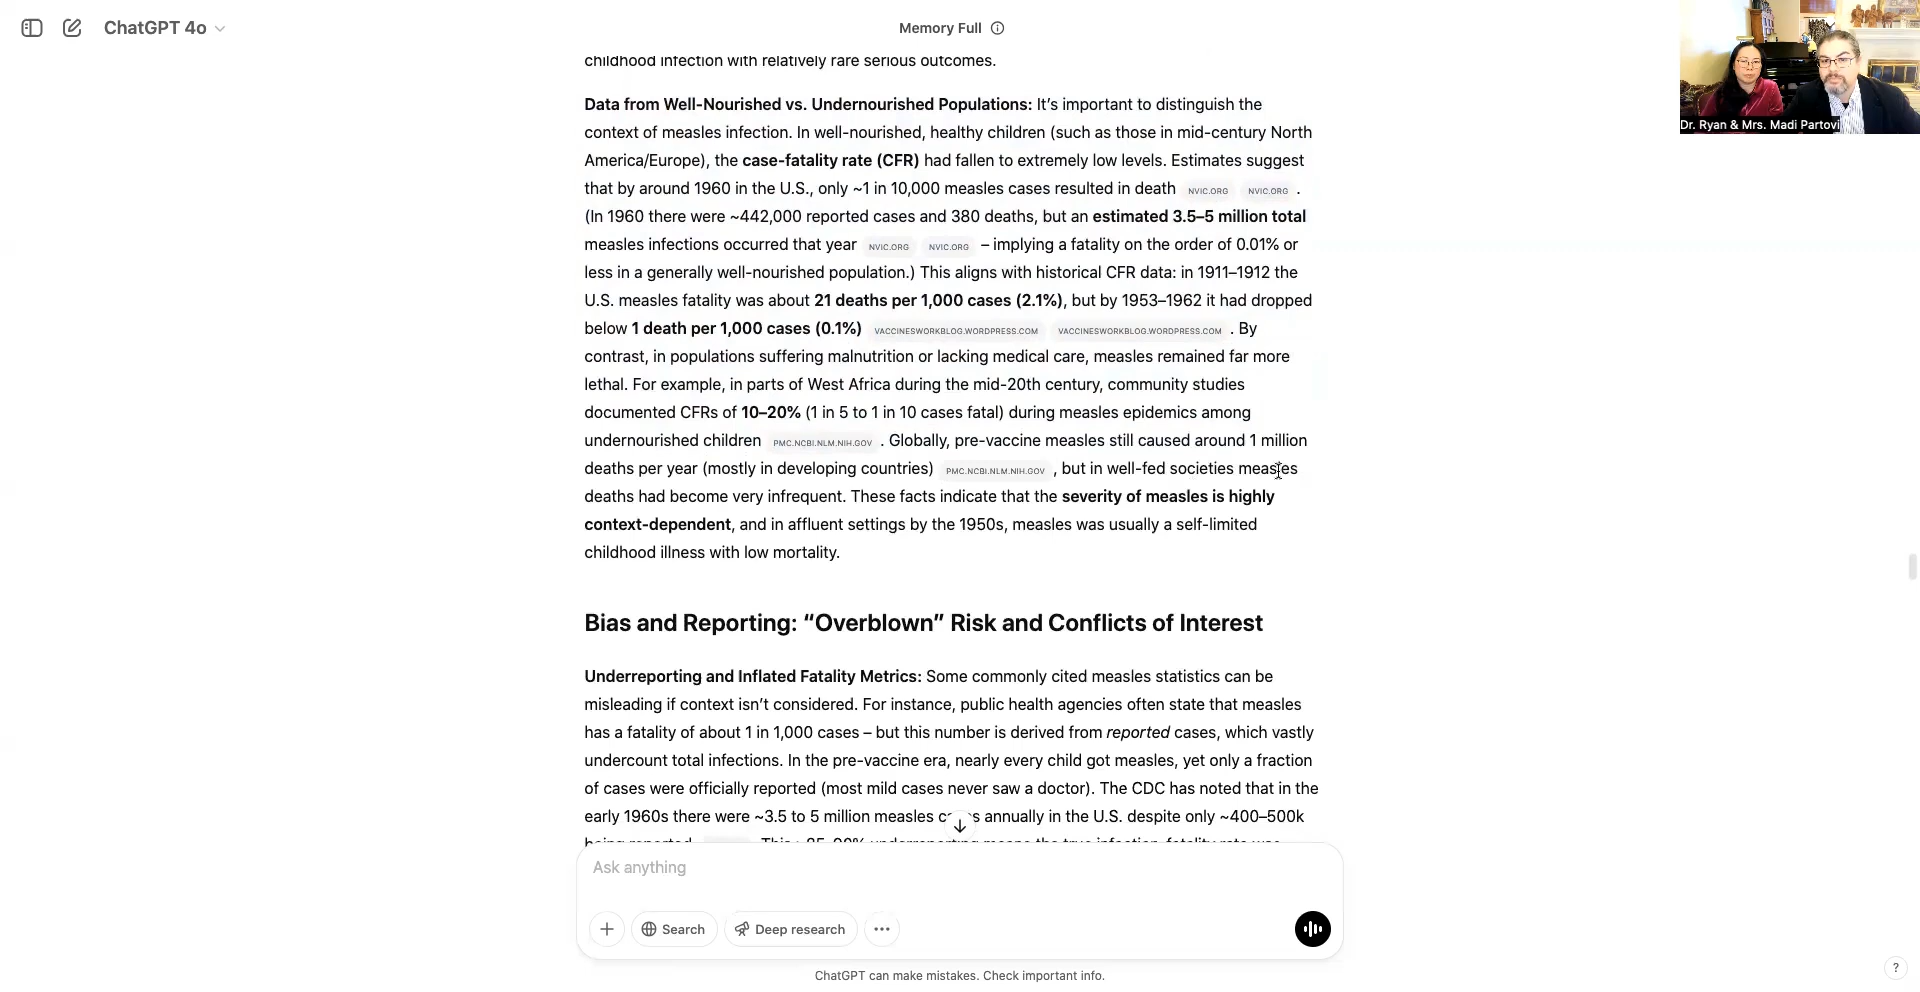 ChatGPT 4o
Memory Full
Dr. Ryan & Mrs. Madi Partovi
childhood infection with relatively rare serious outcomes.
Data from Well-Nourished vs. Undernourished Populations: It’s important to distinguish the
context of measles infection. In well-nourished, healthy children (such as those in mid-century North
America/Europe), the case-fatality rate (CFR) had fallen to extremely low levels. Estimates suggest
that by around 1960 in the U.S., only ~1 in 10,000 measles cases resulted in death NVIC.ORG NVIC.ORG .
(In 1960 there were ~442,000 reported cases and 380 deaths, but an estimated 3.5–5 million total
measles infections occurred that year NVIC.ORG NVIC.ORG – implying a fatality on the order of 0.01% or
less in a generally well-nourished population.) This aligns with historical CFR data: in 1911–1912 the
U.S. measles fatality was about 21 deaths per 1,000 cases (2.1%), but by 1953–1962 it had dropped
below 1 death per 1,000 cases (0.1%) VACCINESWORKBLOG.WORDPRESS.COM VACCINESWORKBLOG.WORDPRESS.COM . By
contrast, in populations suffering malnutrition or lacking medical care, measles remained far more
lethal. For example, in parts of West Africa during the mid-20th century, community studies
documented CFRs of 10–20% (1 in 5 to 1 in 10 cases fatal) during measles epidemics among
undernourished children PMC.NCBI.NLM.NIH.GOV . Globally, pre-vaccine measles still caused around 1 million
deaths per year (mostly in developing countries) PMC.NCBI.NLM.NIH.GOV , but in well-fed societies measles
deaths had become very infrequent. These facts indicate that the severity of measles is highly
context-dependent, and in affluent settings by the 1950s, measles was usually a self-limited
childhood illness with low mortality.
Bias and Reporting: “Overblown” Risk and Conflicts of Interest
Underreporting and Inflated Fatality Metrics: Some commonly cited measles statistics can be
misleading if context isn’t considered. For instance, public health agencies often state that measles
has a fatality of about 1 in 1,000 cases – but this number is derived from reported cases, which vastly
undercount total infections. In the pre-vaccine era, nearly every child got measles, yet only a fraction
of cases were officially reported (most mild cases never saw a doctor). The CDC has noted that in the
early 1960s there were ~3.5 to 5 million measles cases annually in the U.S. despite only ~400–500k
being reported
Ask anything
Search
Deep research
ChatGPT can make mistakes. Check important info.
?